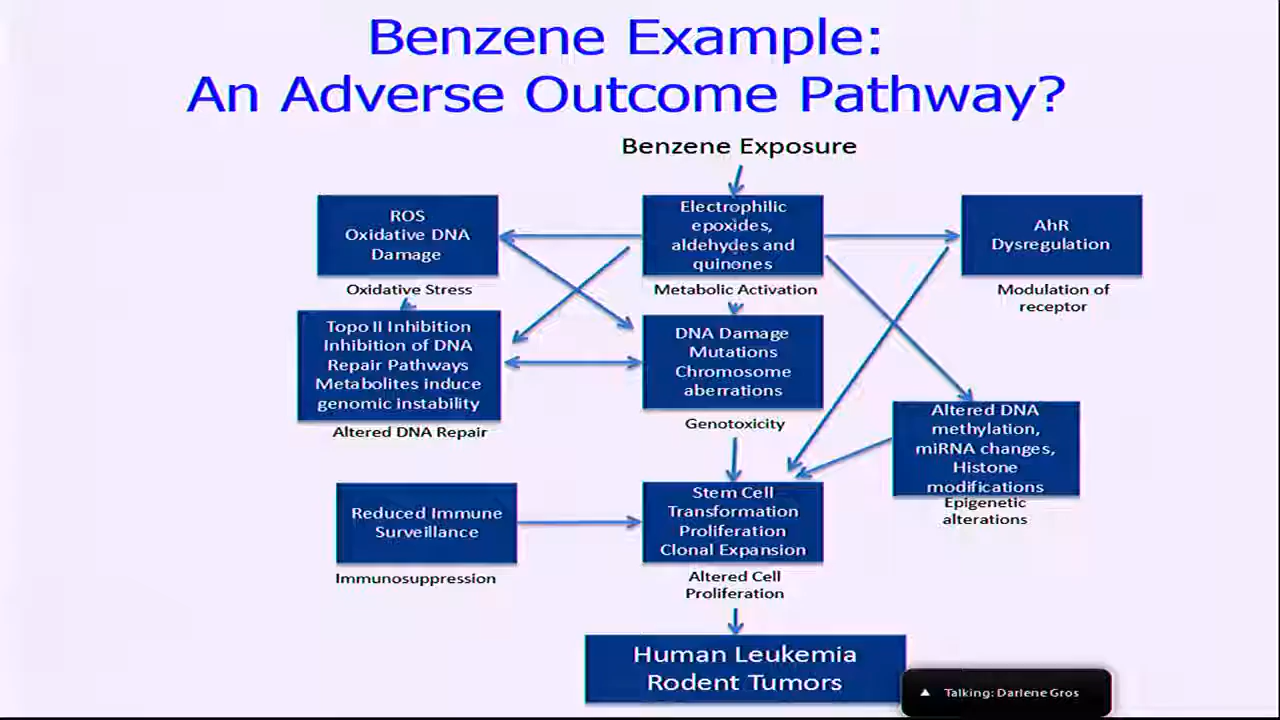 Benzene Example:
An Adverse Outcome Pathway?
Benzene Exposure
ROS
Oxidative DNA
Damage
Oxidative Stress
Electrophilic
epoxides,
aldehydes and
quinones
Metabolic Activation
AhR
Dysregulation
Modulation of
receptor
Topo II Inhibition
Inhibition of DNA
Repair Pathways
Metabolites induce
genomic instability
Altered DNA Repair
DNA Damage
Mutations
Chromosome
aberrations
Genotoxicity
Altered DNA
methylation,
miRNA changes,
Histone
modifications
Epigenetic
alterations
Reduced Immune
Surveillance
Immunosuppression
Stem Cell
Transformation
Proliferation
Clonal Expansion
Altered Cell
Proliferation
Human Leukemia
Rodent Tumors
Talking: Darlene Gros